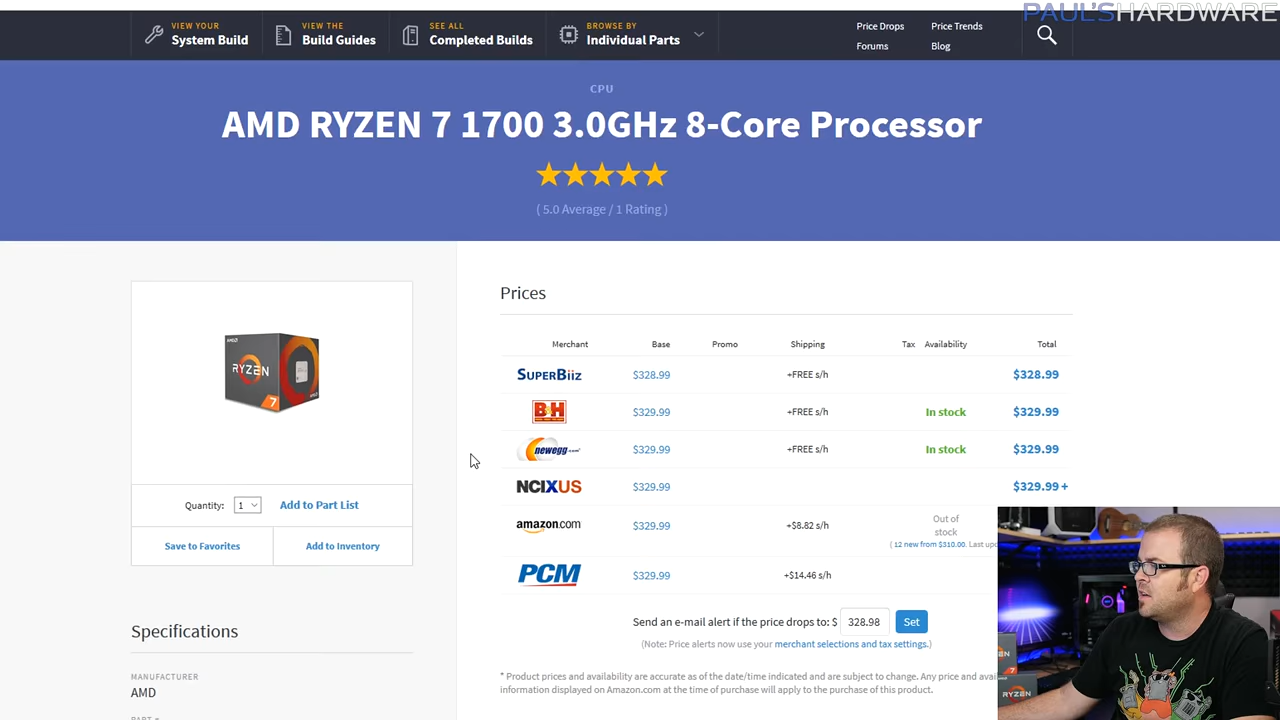 PAUL'SHARDWARE
VIEW YOUR
System Build
VIEW THE
Build Guides
SEE ALL
Completed Builds
BROWSE BY
Individual Parts
Price Drops
Price Trends
Forums
Blog
CPU
AMD RYZEN 7 1700 3.0GHz 8-Core Processor
( 5.0 Average / 1 Rating )
AMD
RYZEN
7
Quantity: 1 Add to Part List
Save to Favorites
Add to Inventory
Specifications
MANUFACTURER
AMD
PART #
Prices
Merchant Base Promo Shipping Tax Availability Total
SUPERBIIZ $328.99 +FREE s/h $328.99
B&H $329.99 +FREE s/h In stock $329.99
newegg.com $329.99 +FREE s/h In stock $329.99
NCIXUS $329.99 $329.99 +
amazon.com $329.99 +$8.82 s/h Out of
stock
( 12 new from $310.00. Last
PCM $329.99 +$14.46 s/h
Send an e-mail alert if the price drops to: $ 328.98 Set
(Note: Price alerts now use your merchant selections and tax settings.)
* Product prices and availability are accurate as of the date/time indicated and are subject to change. Any price and
information displayed on Amazon.com at the time of purchase will apply to the purchase of this product.
7
RYZEN